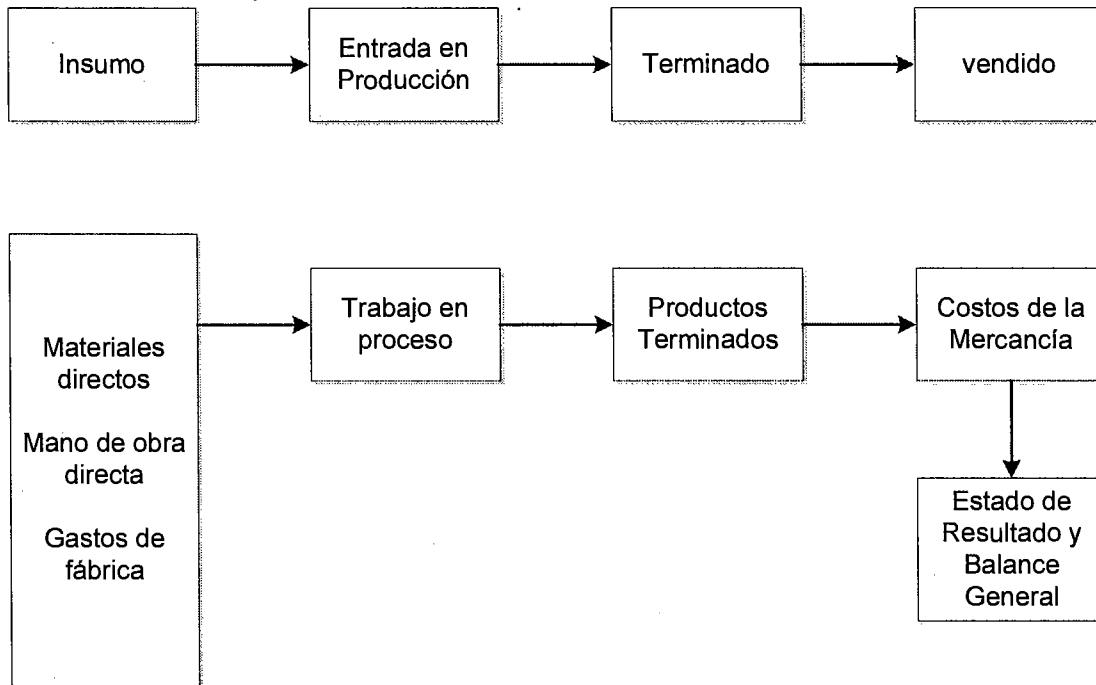 Insumo
Entrada en
Producción
Terminado
vendido
Materiales
directos
Mano de obra
directa
Gastos de
fábrica
Trabajo en
proceso
Productos
Terminados
Costos de la
Mercancía
Estado de
Resultado y
Balance
General